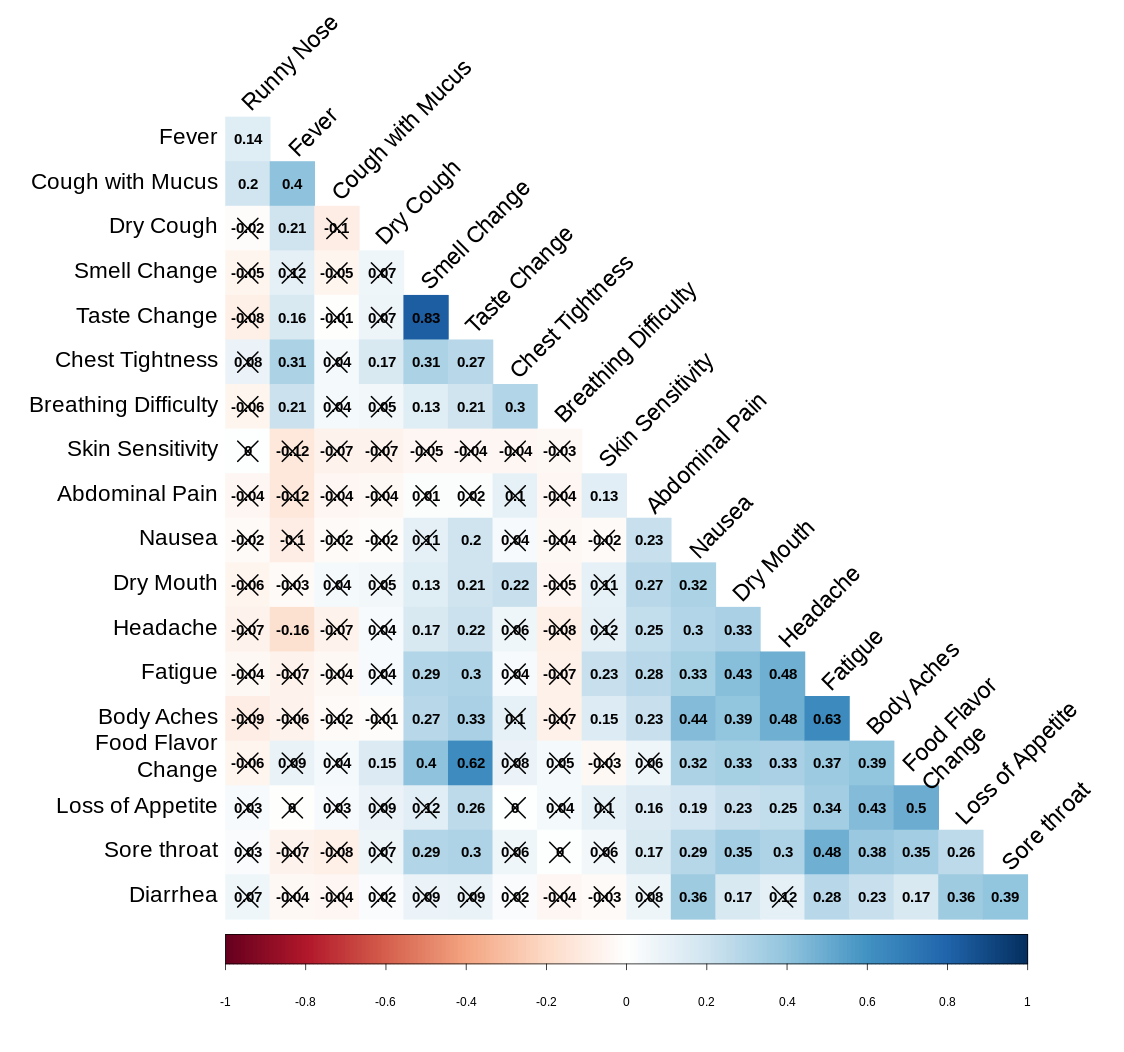 Runny Nose
Fever
Cough with Mucus
Dry Cough
Smell Change
Taste Change
Chest Tightness
Breathing Difficulty
Skin Sensitivity
Abdominal Pain
Nausea
Dry Mouth
Headache
Fatigue
Body Aches
Food Flavor
Change
Loss of Appetite
Sore throat
Fever 0.14
Cough with Mucus 0.2 0.4
Dry Cough -0.02 0.21 -0.1
Smell Change -0.05 0.12 -0.05 0.07
Taste Change -0.08 0.16 -0.01 0.07 0.83
Chest Tightness 0.08 0.31 0.04 0.17 0.31 0.27
Breathing Difficulty -0.06 0.21 0.04 0.05 0.13 0.21 0.3
Skin Sensitivity 0 -0.12 -0.07 -0.07 -0.05 -0.04 -0.04 -0.03
Abdominal Pain -0.04 -0.12 -0.04 -0.04 0.01 0.02 0.1 -0.04 0.13
Nausea -0.02 -0.1 -0.02 -0.02 0.11 0.2 0.04 -0.04 -0.02 0.23
Dry Mouth -0.06 -0.03 0.04 0.05 0.13 0.21 0.22 -0.05 0.11 0.27 0.32
Headache -0.07 -0.16 -0.07 0.04 0.17 0.22 0.06 -0.08 0.12 0.25 0.3 0.33
Fatigue -0.04 -0.07 -0.04 0.04 0.29 0.3 0.04 -0.07 0.23 0.28 0.33 0.43 0.48
Body Aches -0.09 -0.06 -0.02 -0.01 0.27 0.33 0.1 -0.07 0.15 0.23 0.44 0.39 0.48 0.63
Food Flavor
Change -0.06 0.09 0.04 0.15 0.4 0.62 0.08 0.05 -0.03 0.06 0.32 0.33 0.33 0.37 0.39
Loss of Appetite 0.03 0 0.03 0.09 0.12 0.26 0 0.04 0.1 0.16 0.19 0.23 0.25 0.34 0.43 0.5
Sore throat 0.03 -0.07 -0.08 0.07 0.29 0.3 0.06 0 0.06 0.17 0.29 0.35 0.3 0.48 0.38 0.35 0.26
Diarrhea 0.07 -0.04 -0.04 0.02 0.09 0.09 0.02 -0.04 -0.03 0.08 0.36 0.17 0.12 0.28 0.23 0.17 0.36 0.39
-1 -0.8 -0.6 -0.4 -0.2 0 0.2 0.4 0.6 0.8 1